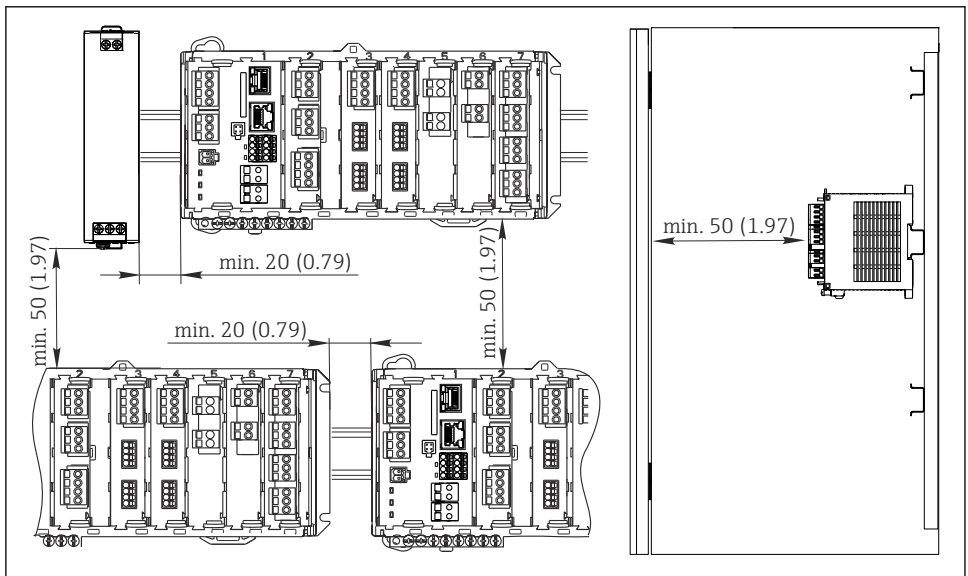 1 2 3 4 5 6 7
min. 50 (1.97)
min. 20 (0.79)
min. 50 (1.97)
min. 50 (1.97)
min. 20 (0.79)
2 3 4 5 6 7
1 2 3